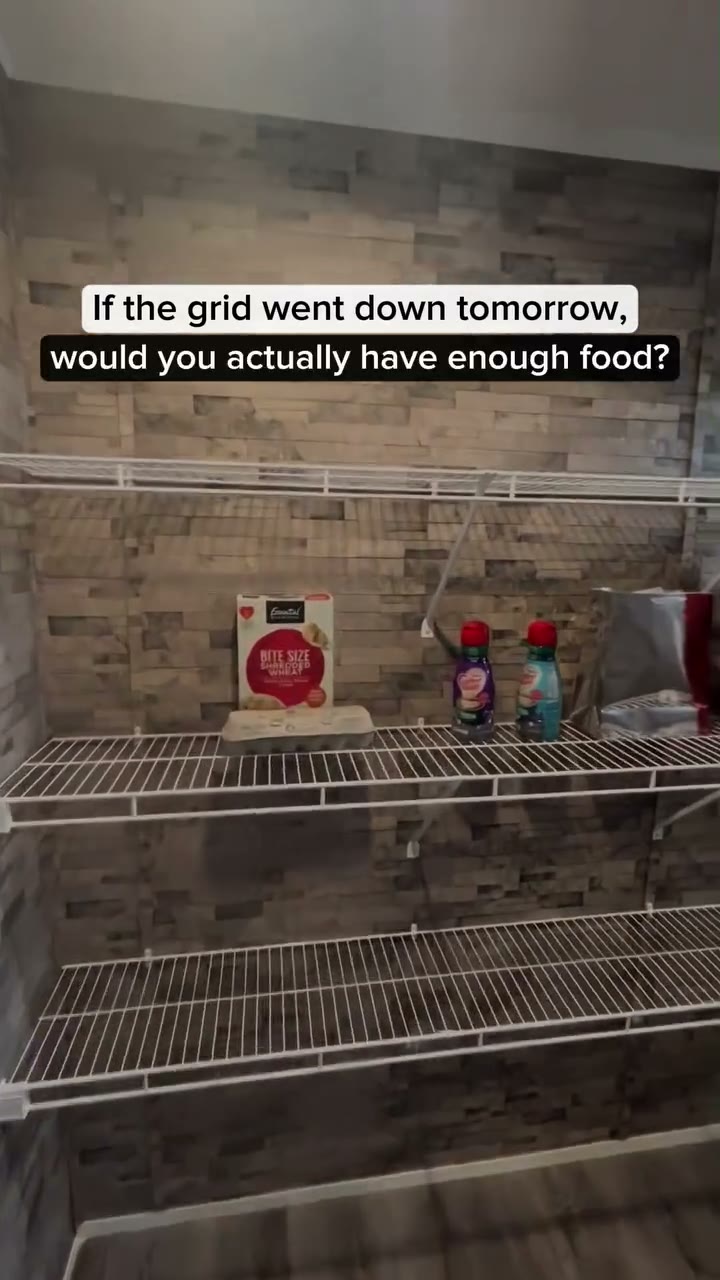 If the grid went down tomorrow,
would you actually have enough food?
Essential
BITE SIZE
SHREDDED
WHEAT